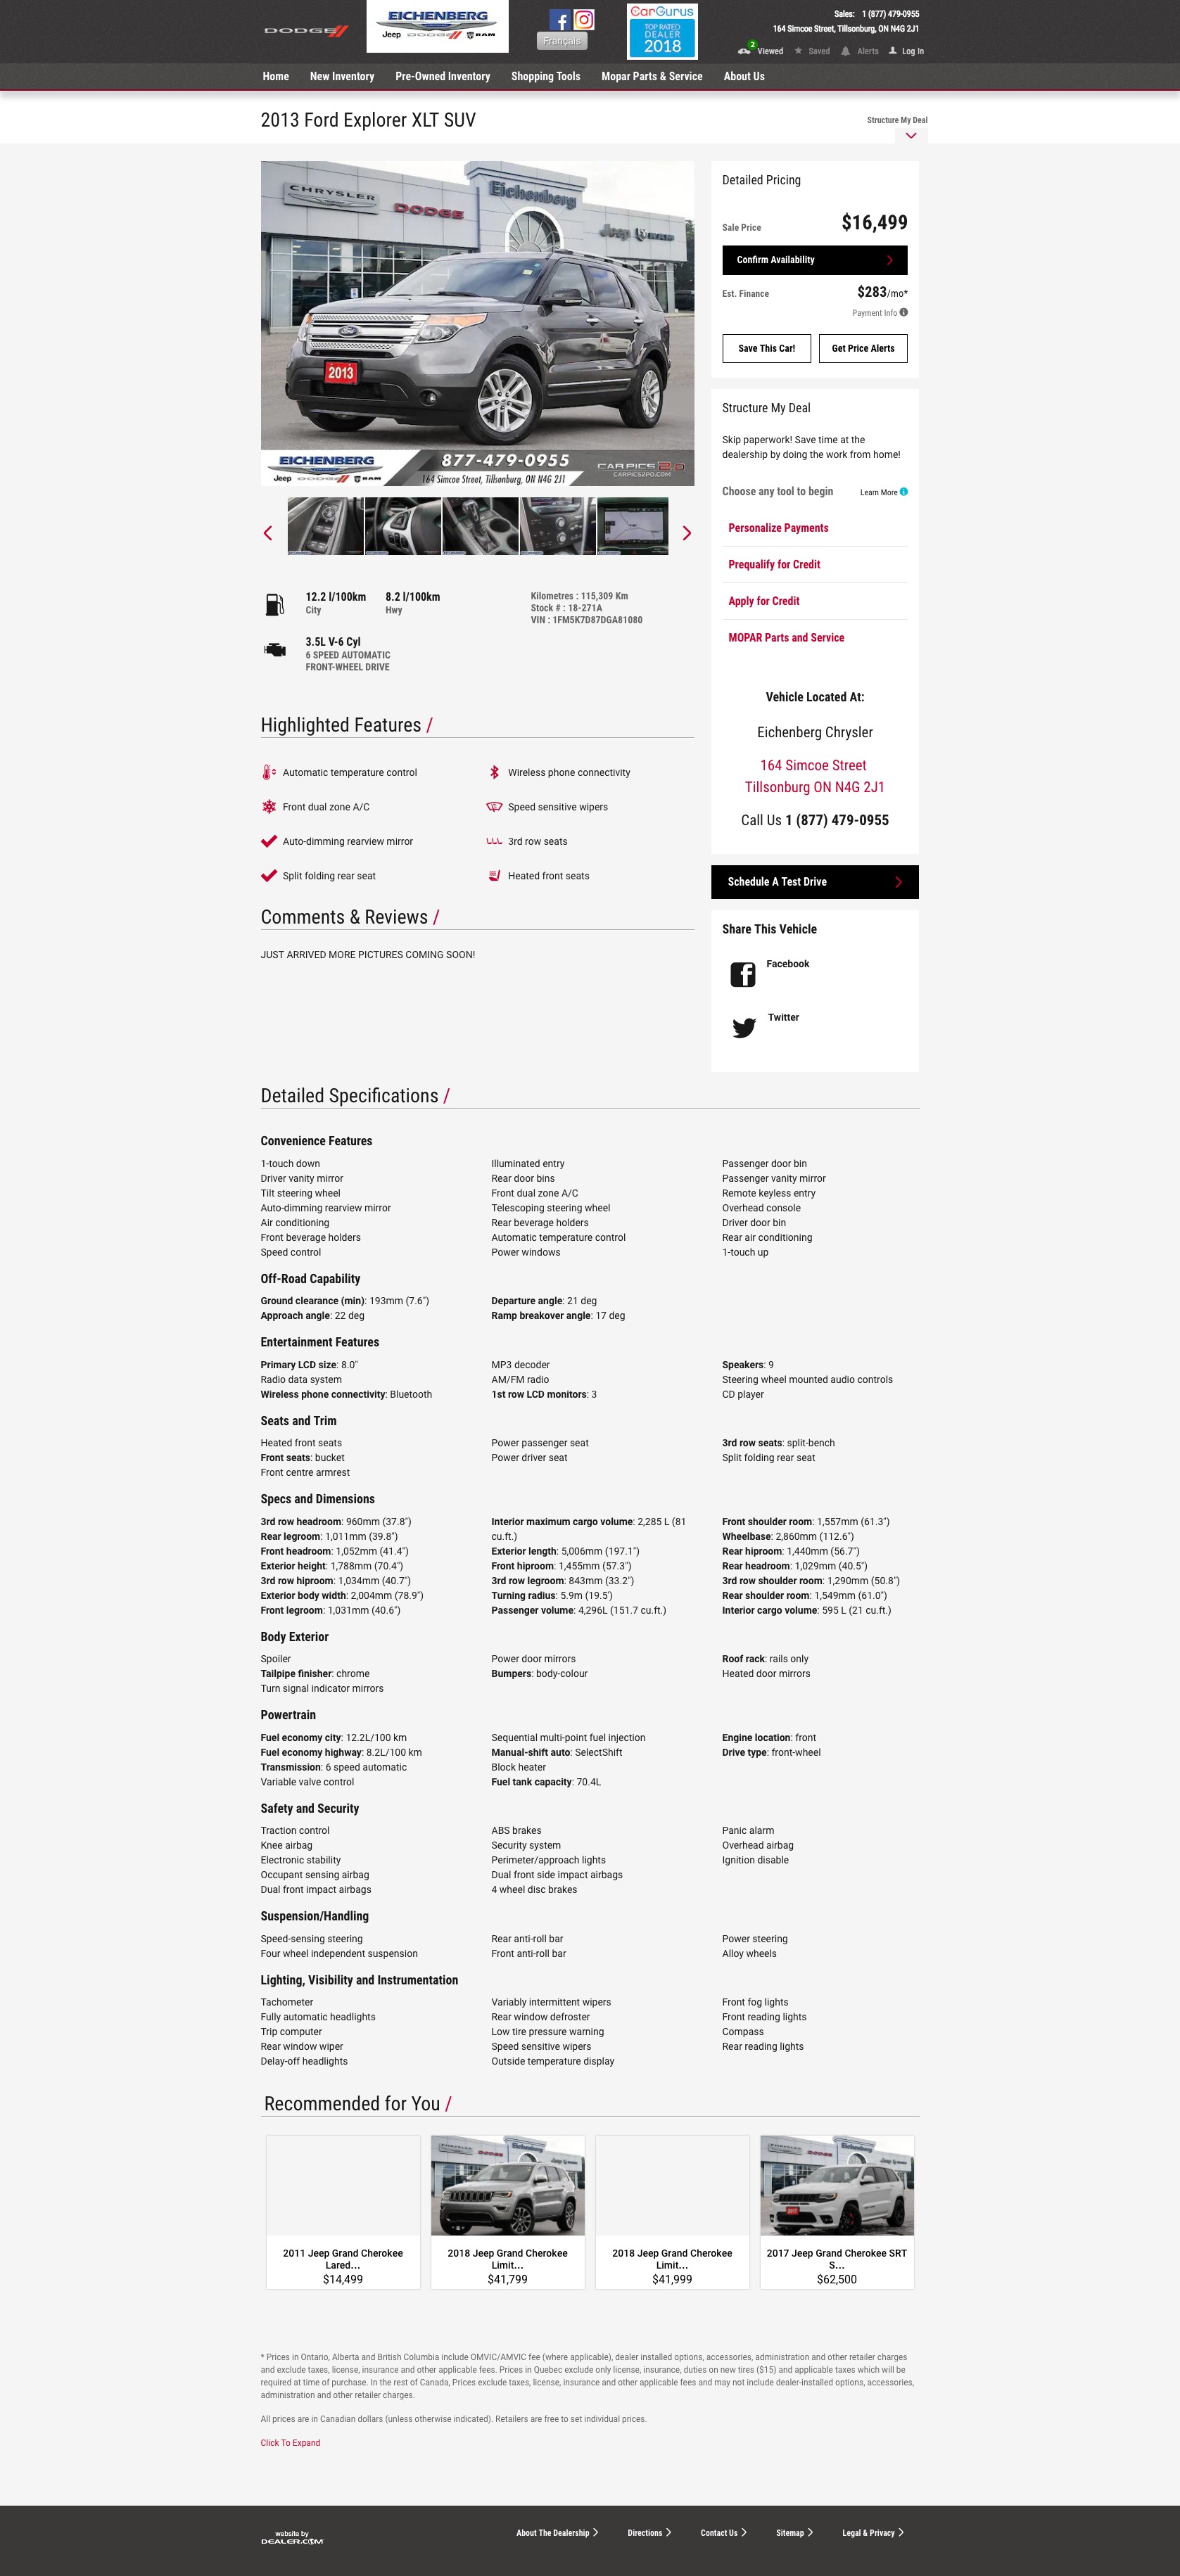 DODGE
EICHENBERG
Jeep DODGE RAM
Français
CarGurus
TOP RATED
DEALER
2018
Sales: 1 (877) 479-0955
164 Simcoe Street, Tillsonburg, ON N4G 2J1
2 Viewed Saved Alerts Log In
Home New Inventory Pre-Owned Inventory Shopping Tools Mopar Parts & Service About Us
2013 Ford Explorer XLT SUV
Structure My Deal
CHRYSLER DODGE Eichenberg Jeep RAM
Ford
2013
EICHENBERG
Jeep DODGE RAM
877-479-0955
164 Simcoe Street, Tillsonburg, ON N4G 2J1
CARPICS2.0
CARPICS2PO.COM
12.2 l/100km 8.2 l/100km
City Hwy
3.5L V-6 Cyl
6 SPEED AUTOMATIC
FRONT-WHEEL DRIVE
Kilometres : 115,309 Km
Stock # : 18-271A
VIN : 1FM5K7D87DGA81080
Highlighted Features /
Automatic temperature control Wireless phone connectivity
Front dual zone A/C Speed sensitive wipers
Auto-dimming rearview mirror 3rd row seats
Split folding rear seat Heated front seats
Comments & Reviews /
JUST ARRIVED MORE PICTURES COMING SOON!
Detailed Pricing
Sale Price $16,499
Confirm Availability
Est. Finance $283/mo*
Payment Info
Save This Car! Get Price Alerts
Structure My Deal
Skip paperwork! Save time at the
dealership by doing the work from home!
Choose any tool to begin Learn More
Personalize Payments
Prequalify for Credit
Apply for Credit
MOPAR Parts and Service
Vehicle Located At:
Eichenberg Chrysler
164 Simcoe Street
Tillsonburg ON N4G 2J1
Call Us 1 (877) 479-0955
Schedule A Test Drive
Share This Vehicle
Facebook
Twitter
Detailed Specifications /
Convenience Features
1-touch down Illuminated entry Passenger door bin
Driver vanity mirror Rear door bins Passenger vanity mirror
Tilt steering wheel Front dual zone A/C Remote keyless entry
Auto-dimming rearview mirror Telescoping steering wheel Overhead console
Air conditioning Rear beverage holders Driver door bin
Front beverage holders Automatic temperature control Rear air conditioning
Speed control Power windows 1-touch up
Off-Road Capability
Ground clearance (min): 193mm (7.6") Departure angle: 21 deg
Approach angle: 22 deg Ramp breakover angle: 17 deg
Entertainment Features
Primary LCD size: 8.0" MP3 decoder Speakers: 9
Radio data system AM/FM radio Steering wheel mounted audio controls
Wireless phone connectivity: Bluetooth 1st row LCD monitors: 3 CD player
Seats and Trim
Heated front seats Power passenger seat 3rd row seats: split-bench
Front seats: bucket Power driver seat Split folding rear seat
Front centre armrest
Specs and Dimensions
3rd row headroom: 960mm (37.8") Interior maximum cargo volume: 2,285 L (81 Front shoulder room: 1,557mm (61.3")
Rear legroom: 1,011mm (39.8") cu.ft.) Wheelbase: 2,860mm (112.6")
Front headroom: 1,052mm (41.4") Exterior length: 5,006mm (197.1") Rear hiproom: 1,440mm (56.7")
Exterior height: 1,788mm (70.4") Front hiproom: 1,455mm (57.3") Rear headroom: 1,029mm (40.5")
3rd row hiproom: 1,034mm (40.7") 3rd row legroom: 843mm (33.2") 3rd row shoulder room: 1,290mm (50.8")
Exterior body width: 2,004mm (78.9") Turning radius: 5.9m (19.5') Rear shoulder room: 1,549mm (61.0")
Front legroom: 1,031mm (40.6") Passenger volume: 4,296L (151.7 cu.ft.) Interior cargo volume: 595 L (21 cu.ft.)
Body Exterior
Spoiler Power door mirrors Roof rack: rails only
Tailpipe finisher: chrome Bumpers: body-colour Heated door mirrors
Turn signal indicator mirrors
Powertrain
Fuel economy city: 12.2L/100 km Sequential multi-point fuel injection Engine location: front
Fuel economy highway: 8.2L/100 km Manual-shift auto: SelectShift Drive type: front-wheel
Transmission: 6 speed automatic Block heater
Variable valve control Fuel tank capacity: 70.4L
Safety and Security
Traction control ABS brakes Panic alarm
Knee airbag Security system Overhead airbag
Electronic stability Perimeter/approach lights Ignition disable
Occupant sensing airbag Dual front side impact airbags
Dual front impact airbags 4 wheel disc brakes
Suspension/Handling
Speed-sensing steering Rear anti-roll bar Power steering
Four wheel independent suspension Front anti-roll bar Alloy wheels
Lighting, Visibility and Instrumentation
Tachometer Variably intermittent wipers Front fog lights
Fully automatic headlights Rear window defroster Front reading lights
Trip computer Low tire pressure warning Compass
Rear window wiper Speed sensitive wipers Rear reading lights
Delay-off headlights Outside temperature display
Recommended for You /
2011 Jeep Grand Cherokee 2018 Jeep Grand Cherokee 2018 Jeep Grand Cherokee 2017 Jeep Grand Cherokee SRT
Lared... Limit... Limit... S...
$14,499 $41,799 $41,999 $62,500
* Prices in Ontario, Alberta and British Columbia include OMVIC/AMVIC fee (where applicable), dealer installed options, accessories, administration and other retailer charges
and exclude taxes, license, insurance and other applicable fees. Prices in Quebec exclude only license, insurance, duties on new tires ($15) and applicable taxes which will be
required at time of purchase. In the rest of Canada, Prices exclude taxes, license, insurance and other applicable fees and may not include dealer-installed options, accessories,
administration and other retailer charges.
All prices are in Canadian dollars (unless otherwise indicated). Retailers are free to set individual prices.
Click To Expand
website by
DEALER.COM
About The Dealership Directions Contact Us Sitemap Legal & Privacy